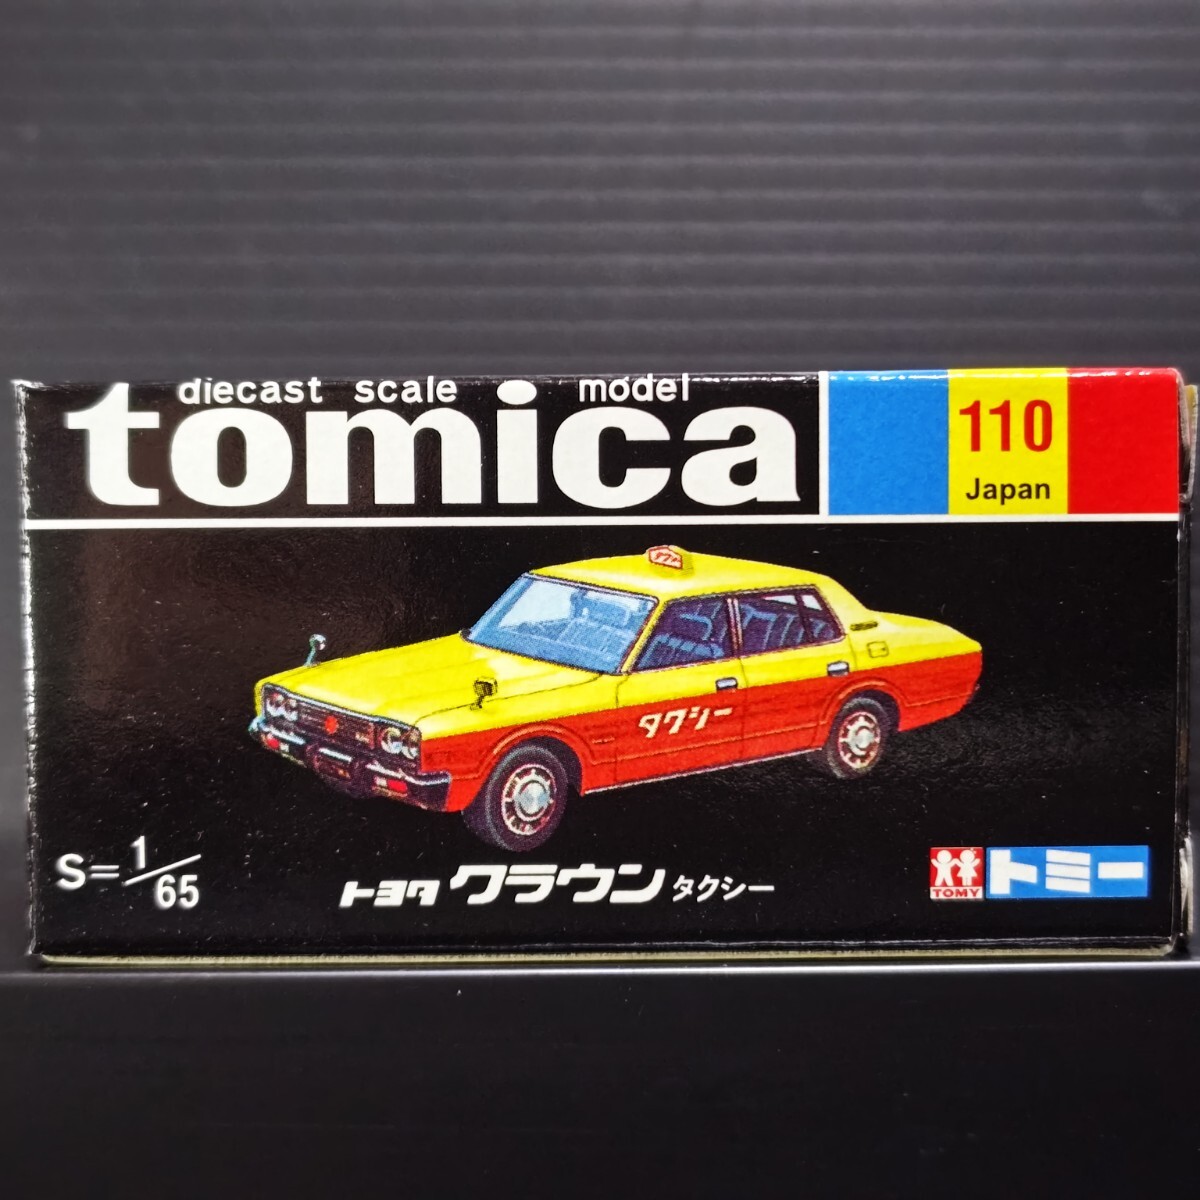 diecast scale model
tomica
110
Japan
タクシー
タクシー
S=1/65
トヨタ クラウン タクシー
TOMY
トミー